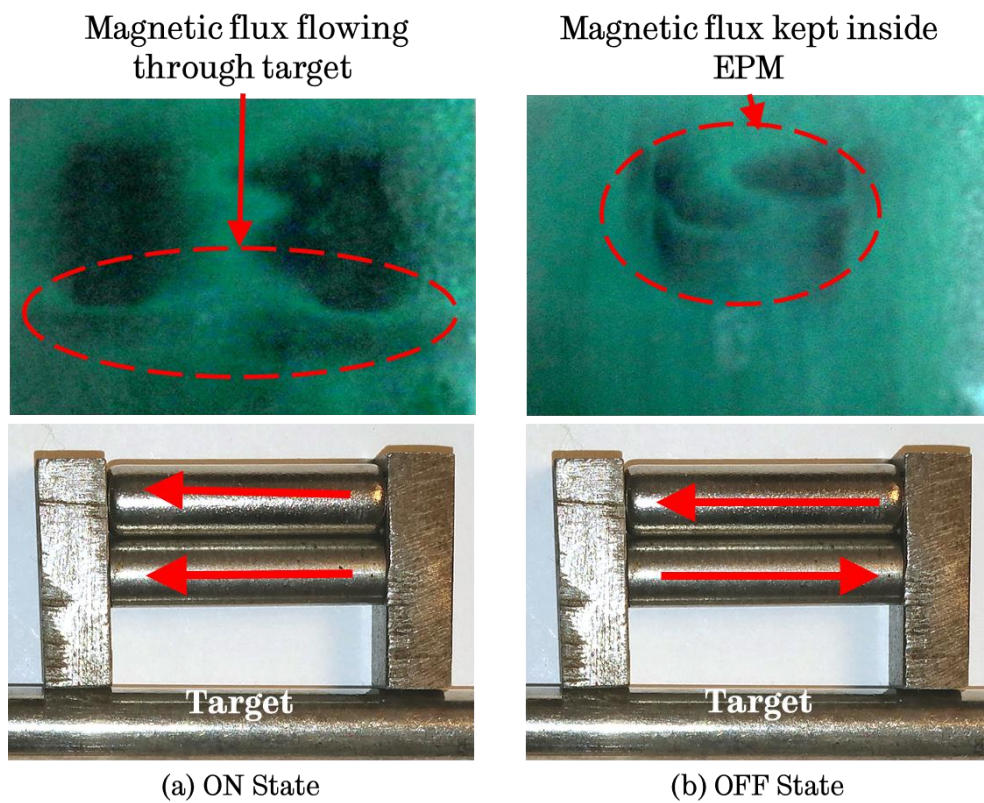 Magnetic flux flowing
through target
Magnetic flux kept inside
EPM
Target
Target
(a) ON State
(b) OFF State